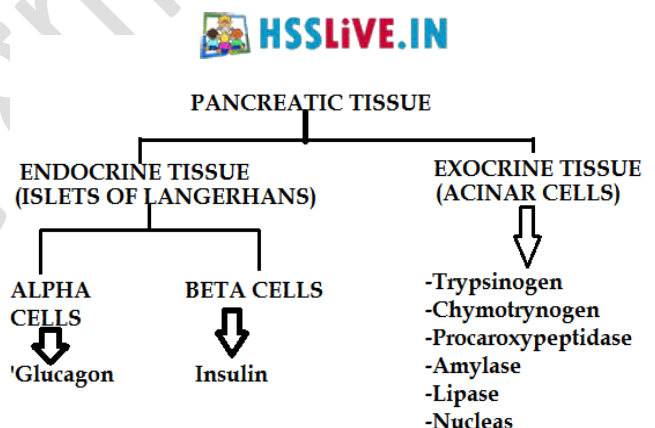 HSSLiVE.IN
PANCREATIC TISSUE
ENDOCRINE TISSUE
(ISLETS OF LANGERHANS)
EXOCRINE TISSUE
(ACINAR CELLS)
ALPHA
CELLS
'Glucagon
BETA CELLS
Insulin
-Trypsinogen
-Chymotrynogen
-Procaroxypeptidase
-Amylase
-Lipase
-Nucleas